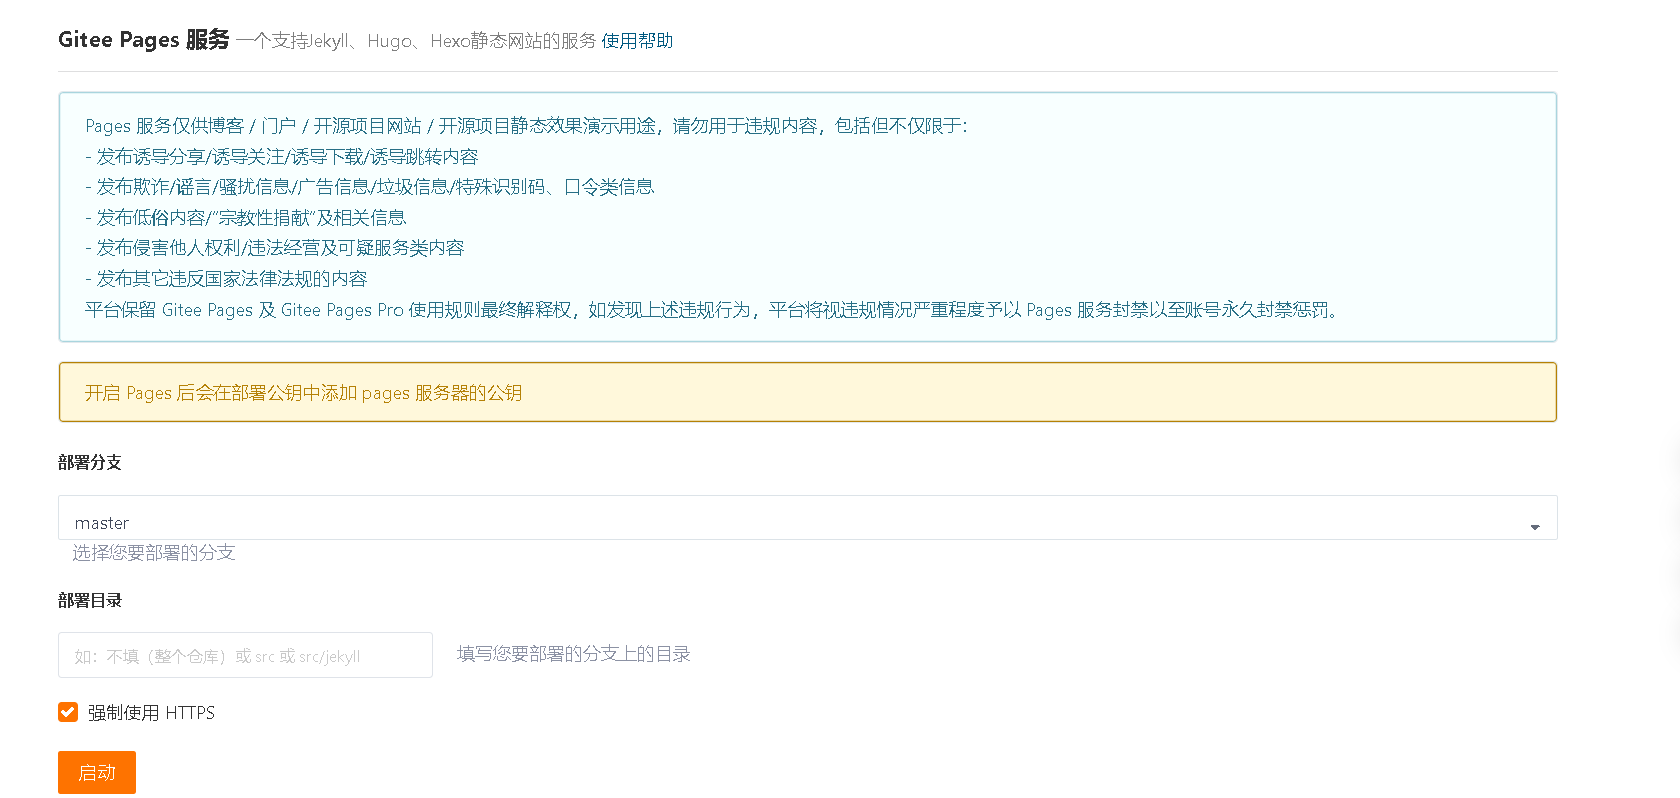 Gitee Pages 服务 一个支持Jekyll、Hugo、Hexo静态网站的服务 使用帮助
Pages 服务仅供博客 / 门户 / 开源项目网站 / 开源项目静态效果演示用途，请勿用于违规内容，包括但不仅限于：
- 发布诱导分享/诱导关注/诱导下载/诱导跳转内容
- 发布欺诈/谣言/骚扰信息/广告信息/垃圾信息/特殊识别码、口令类信息
- 发布低俗内容/“宗教性捐献”及相关信息
- 发布侵害他人权利/违法经营及可疑服务类内容
- 发布其它违反国家法律法规的内容
平台保留 Gitee Pages 及 Gitee Pages Pro 使用规则最终解释权，如发现上述违规行为，平台将视违规情况严重程度予以 Pages 服务封禁以至账号永久封禁惩罚。
开启 Pages 后会在部署公钥中添加 pages 服务器的公钥
部署分支
master
选择您要部署的分支
部署目录
如：不填（整个仓库）或 src 或 src/jekyll
填写您要部署的分支上的目录
强制使用 HTTPS
启动